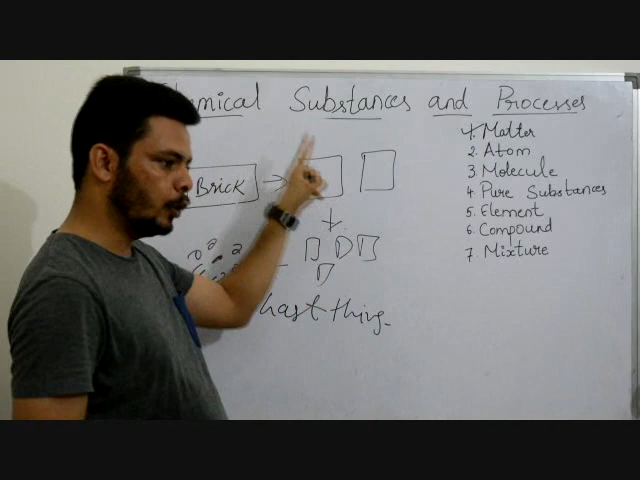 Substances and Processes
Brick
1. Matter
2. Atom
3. Molecule
4. Pure Substances
5. Element
6. Compound
7. Mixture
Last thing.